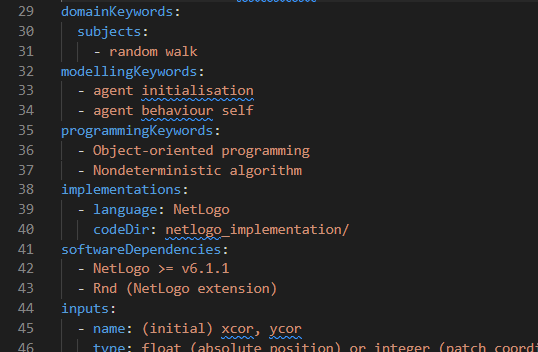 29 domainKeywords:
30   subjects:
31     - random walk
32 modellingKeywords:
33   - agent initialisation
34   - agent behaviour self
35 programmingKeywords:
36   - Object-oriented programming
37   - Nondeterministic algorithm
38 implementations:
39   - language: NetLogo
40     codeDir: netlogo_implementation/
41 softwareDependencies:
42   - NetLogo >= v6.1.1
43   - Rnd (NetLogo extension)
44 inputs:
45   - name: (initial) xcor, ycor
46     type: float (absolute position) or integer (patch coordi